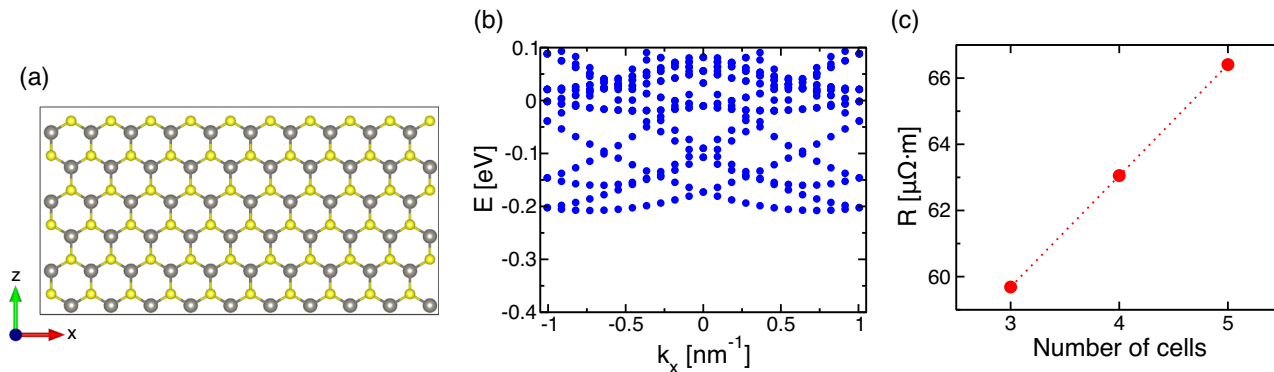 (a)
z
x
(b)
E [eV]
0.1
0
-0.1
-0.2
-0.3
-0.4
-1
-0.5
0
0.5
1
kₓ [nm⁻¹]
(c)
R [μΩ·m]
66
64
62
60
3
4
5
Number of cells